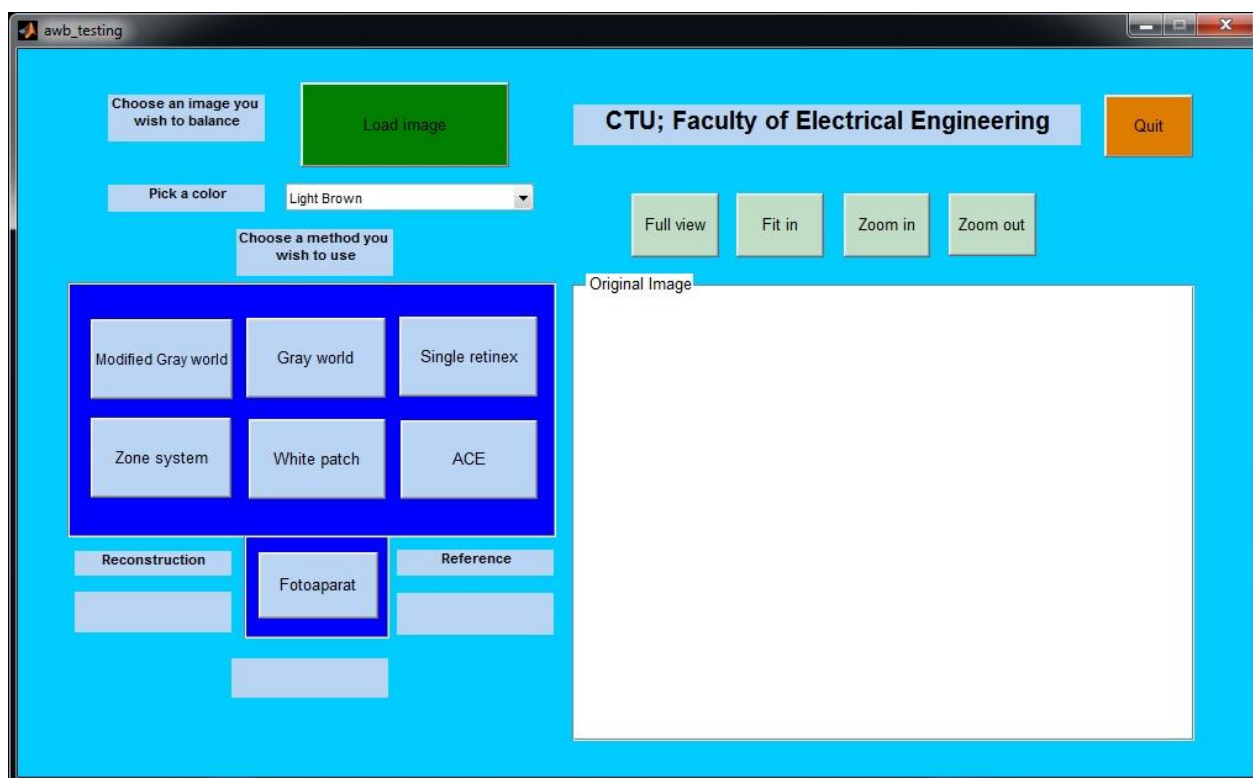 awb_testing
Choose an image you
wish to balance
Load image
CTU; Faculty of Electrical Engineering
Quit
Pick a color
Light Brown
Full view
Fit in
Zoom in
Zoom out
Choose a method you
wish to use
Original Image
Modified Gray world
Gray world
Single retinex
Zone system
White patch
ACE
Reconstruction
Fotoaparat
Reference